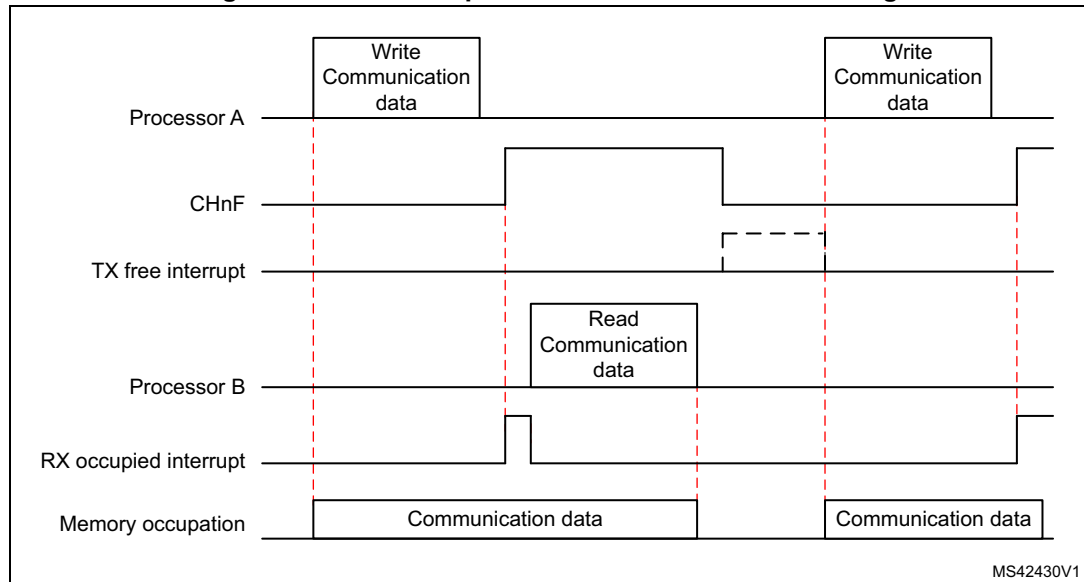 Write
Communication
data
Write
Communication
data
Processor A
CHnF
TX free interrupt
Read
Communication
data
Processor B
RX occupied interrupt
Memory occupation
Communication data
Communication data
MS42430V1